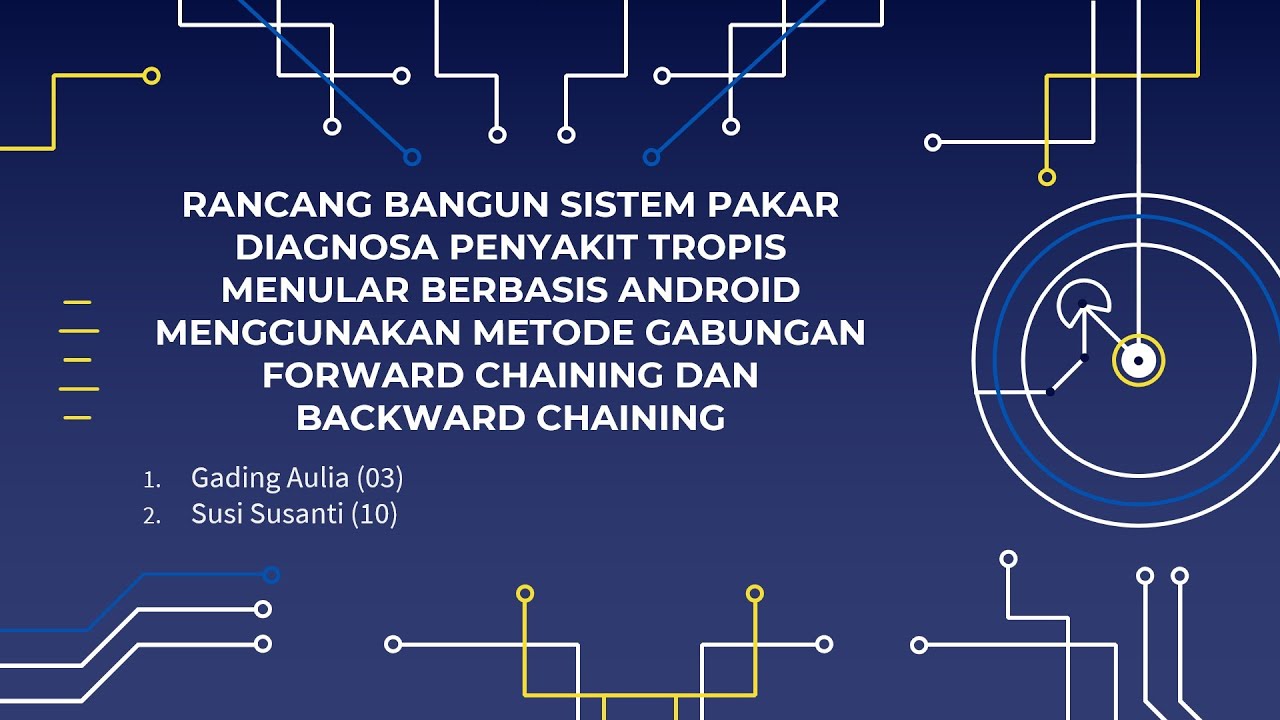 RANCANG BANGUN SISTEM PAKAR
DIAGNOSA PENYAKIT TROPIS
MENULAR BERBASIS ANDROID
MENGGUNAKAN METODE GABUNGAN
FORWARD CHAINING DAN
BACKWARD CHAINING
1. Gading Aulia (03)
2. Susi Susanti (10)